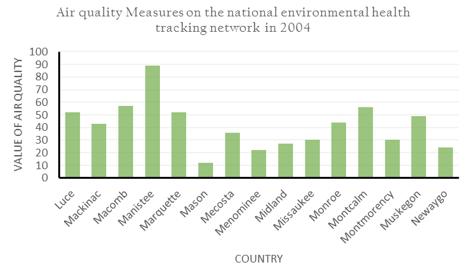 Air quality Measures on the national environmental health
tracking network in 2004
VALUE OF AIR QUALITY
100
90
80
70
60
50
40
30
20
10
0
Luce
Mackinac
Macomb
Manistee
Marquette
Mason
Mecosta
Menominee
Midland
Missaukee
Monroe
Montcalm
Montmorency
Muskegon
Newaygo
COUNTRY